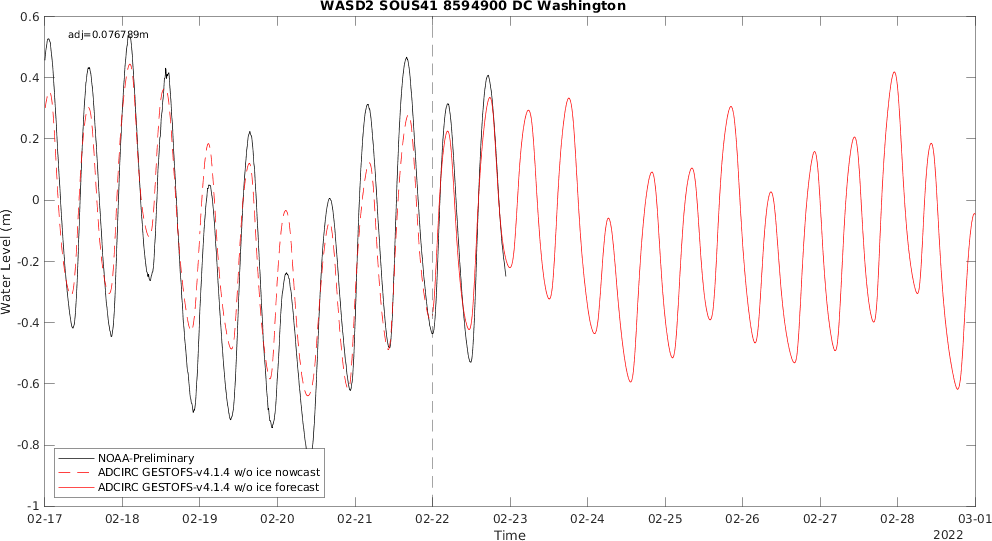 WASD2 SOUS41 8594900 DC Washington
0.6
adj=0.076789m
0.4
0.2
0
-0.2
-0.4
-0.6
-0.8
-1
Water Level (m)
NOAA-Preliminary
ADCIRC GESTOFS-v4.1.4 w/o ice nowcast
ADCIRC GESTOFS-v4.1.4 w/o ice forecast
02-17 02-18 02-19 02-20 02-21 02-22 02-23 02-24 02-25 02-26 02-27 02-28 03-01
Time
2022